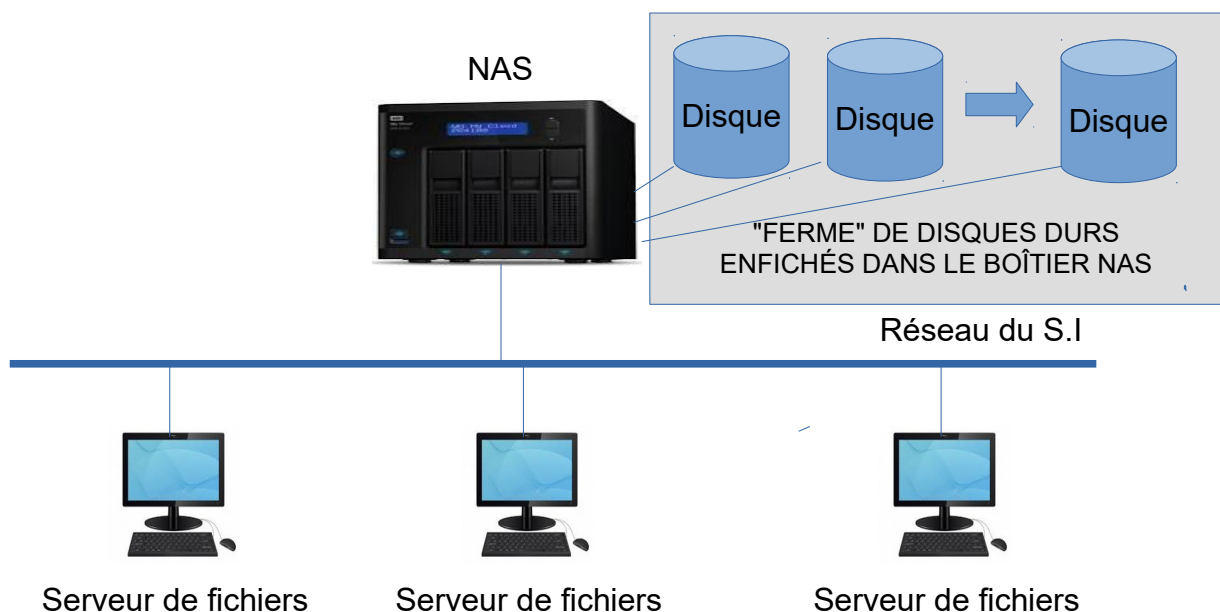 NAS
Disque
Disque
Disque
"FERME" DE DISQUES DURS
ENFICHÉS DANS LE BOÎTIER NAS
Réseau du S.I
Serveur de fichiers
Serveur de fichiers
Serveur de fichiers